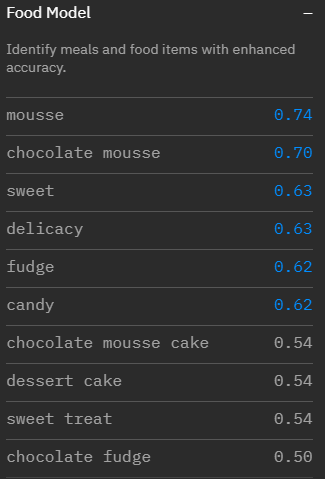 Food Model –
Identify meals and food items with enhanced
accuracy.
mousse 0.74
chocolate mousse 0.70
sweet 0.63
delicacy 0.63
fudge 0.62
candy 0.62
chocolate mousse cake 0.54
dessert cake 0.54
sweet treat 0.54
chocolate fudge 0.50